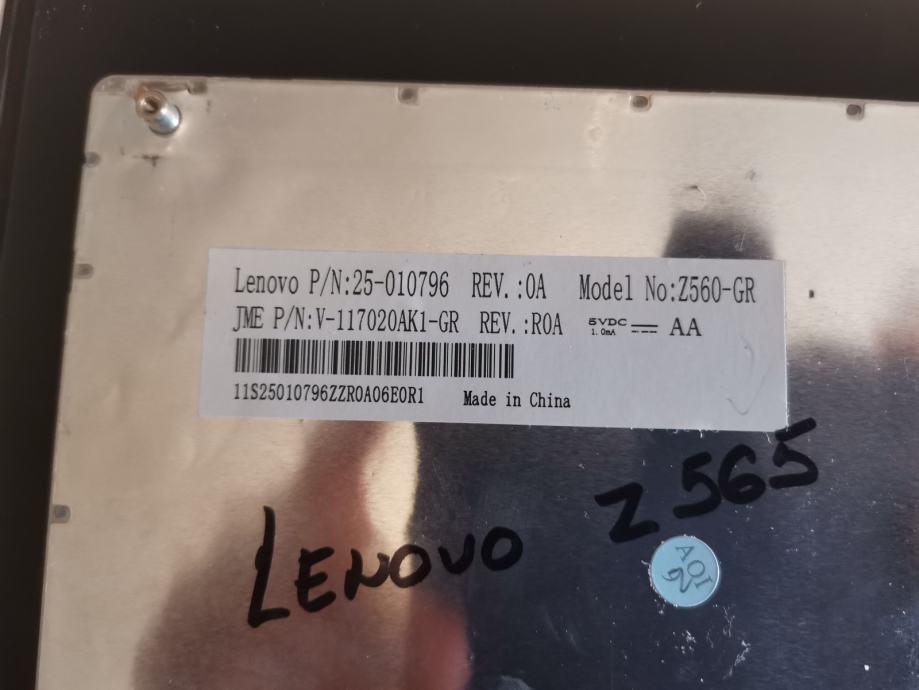 Lenovo P/N:25-010796 REV.:0A Model No:Z560-GR
JME P/N:V-117020AK1-GR REV.:R0A 5VDC 1.0mA AA
11S25010796ZZR0A06E0R1 Made in China
LENOVO Z565
AOI